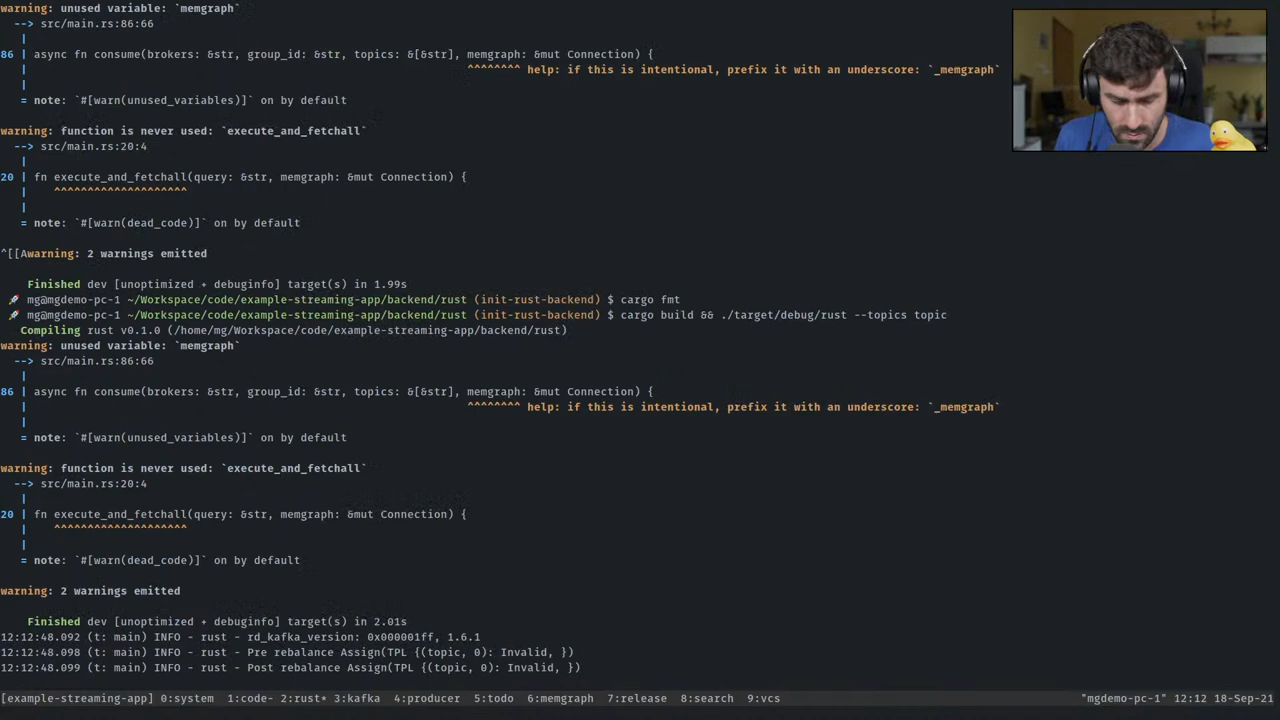 warning: unused variable: `memgraph`
--> src/main.rs:86:66
|
86 | async fn consume(brokers: &str, group_id: &str, topics: &[&str], memgraph: &mut Connection) {
| ^^^^^^^^ help: if this is intentional, prefix it with an underscore: `_memgraph`
|
= note: `#[warn(unused_variables)]` on by default
warning: function is never used: `execute_and_fetchall`
--> src/main.rs:20:4
|
20 | fn execute_and_fetchall(query: &str, memgraph: &mut Connection) {
| ^^^^^^^^^^^^^^^^^^^^
|
= note: `#[warn(dead_code)]` on by default
^[[Awarning: 2 warnings emitted
Finished dev [unoptimized + debuginfo] target(s) in 1.99s
🚀 mg@mgdemo-pc-1 ~/Workspace/code/example-streaming-app/backend/rust (init-rust-backend) $ cargo fmt
🚀 mg@mgdemo-pc-1 ~/Workspace/code/example-streaming-app/backend/rust (init-rust-backend) $ cargo build && ./target/debug/rust --topics topic
Compiling rust v0.1.0 (/home/mg/Workspace/code/example-streaming-app/backend/rust)
warning: unused variable: `memgraph`
--> src/main.rs:86:66
|
86 | async fn consume(brokers: &str, group_id: &str, topics: &[&str], memgraph: &mut Connection) {
| ^^^^^^^^ help: if this is intentional, prefix it with an underscore: `_memgraph`
|
= note: `#[warn(unused_variables)]` on by default
warning: function is never used: `execute_and_fetchall`
--> src/main.rs:20:4
|
20 | fn execute_and_fetchall(query: &str, memgraph: &mut Connection) {
| ^^^^^^^^^^^^^^^^^^^^
|
= note: `#[warn(dead_code)]` on by default
warning: 2 warnings emitted
Finished dev [unoptimized + debuginfo] target(s) in 2.01s
12:12:48.092 (t: main) INFO - rust - rd_kafka_version: 0x000001ff, 1.6.1
12:12:48.098 (t: main) INFO - rust - Pre rebalance Assign(TPL {(topic, 0): Invalid, })
12:12:48.099 (t: main) INFO - rust - Post rebalance Assign(TPL {(topic, 0): Invalid, })
[example-streaming-app] 0:system 1:code- 2:rust* 3:kafka 4:producer 5:todo 6:memgraph 7:release 8:search 9:vcs "mgdemo-pc-1" 12:12 18-Sep-21